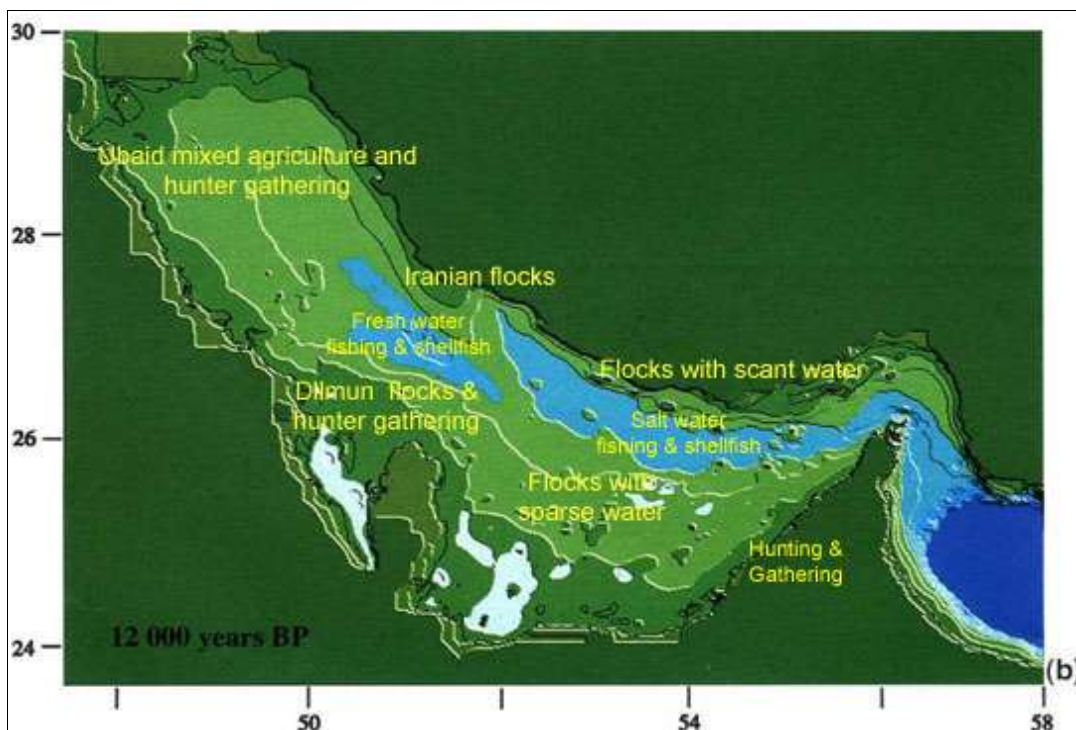 30
Ubaid mixed agriculture and
hunter gathering
28
Iranian flocks
Fresh water
fishing & shellfish
Flocks with scant water
Dilmun flocks &
hunter gathering
26
Salt water
fishing & shellfish
Flocks with
sparse water
Hunting &
Gathering
12 000 years BP
24
(b)
50
54
58